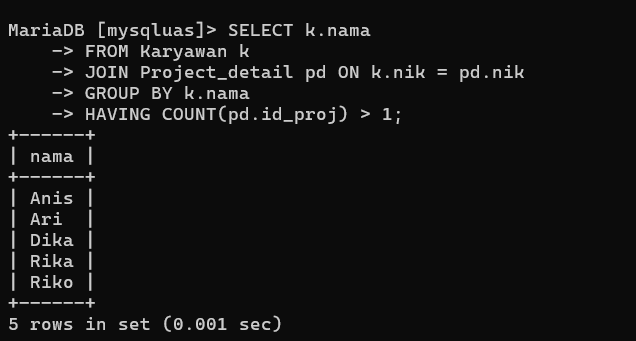 MariaDB [mysqluas]> SELECT k.nama
    -> FROM Karyawan k
    -> JOIN Project_detail pd ON k.nik = pd.nik
    -> GROUP BY k.nama
    -> HAVING COUNT(pd.id_proj) > 1;
+------+
| nama |
+------+
| Anis |
| Ari  |
| Dika |
| Rika |
| Riko |
+------+
5 rows in set (0.001 sec)